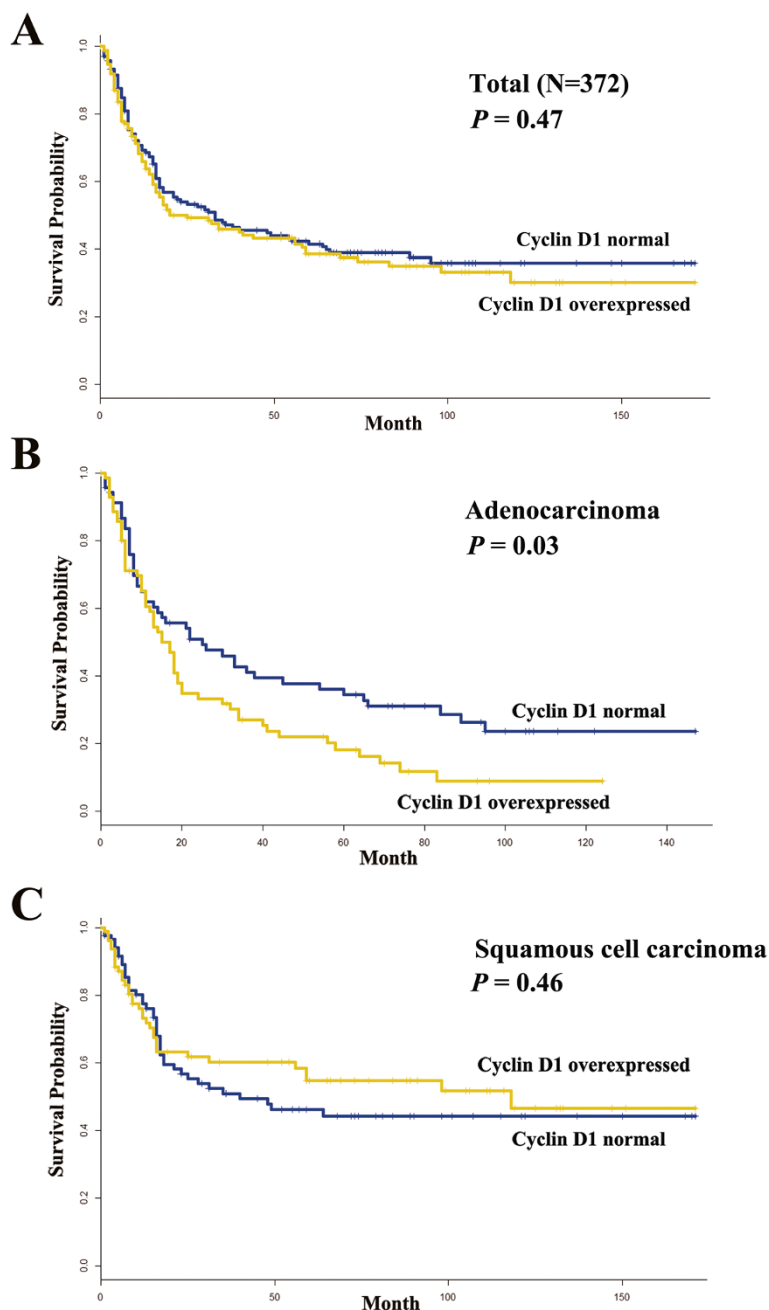 A
Total (N=372)
P = 0.47
Survival Probability
1.0
0.8
0.6
0.4
0.2
0.0
Cyclin D1 normal
Cyclin D1 overexpressed
0
50
100
150
Month
B
Adenocarcinoma
P = 0.03
Survival Probability
1.0
0.8
0.6
0.4
0.2
0.0
Cyclin D1 normal
Cyclin D1 overexpressed
0
20
40
60
80
100
120
140
Month
C
Squamous cell carcinoma
P = 0.46
Survival Probability
1.0
0.8
0.6
0.4
0.2
0.0
Cyclin D1 overexpressed
Cyclin D1 normal
0
50
100
150
Month